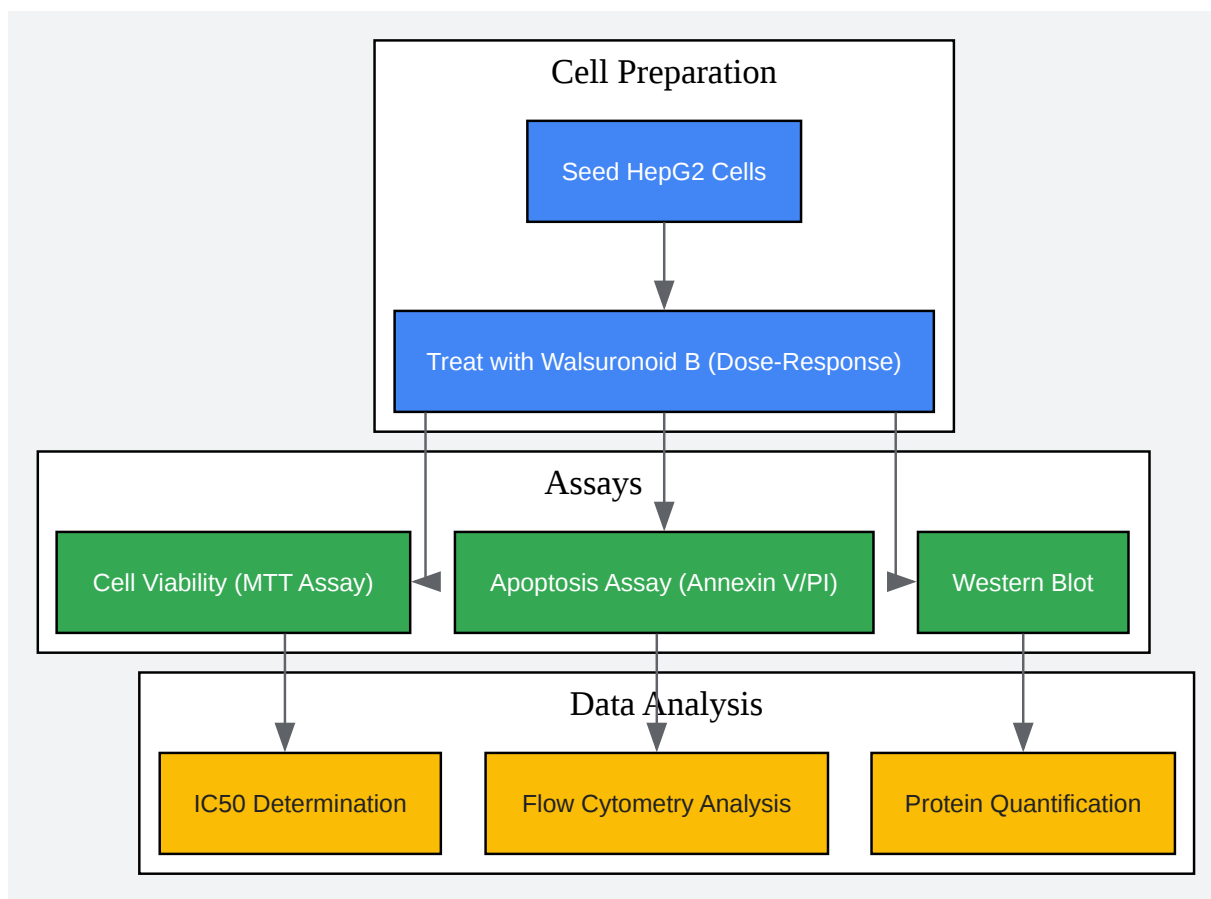 Cell Preparation
Seed HepG2 Cells
Treat with Walsuronoid B (Dose-Response)
Assays
Cell Viability (MTT Assay)
Apoptosis Assay (Annexin V/PI)
Western Blot
Data Analysis
IC50 Determination
Flow Cytometry Analysis
Protein Quantification